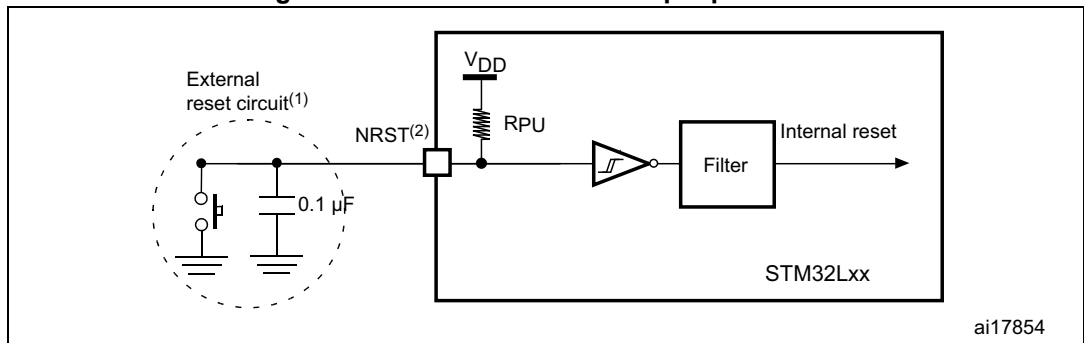 External
reset circuit(1)
NRST(2)
VDD
RPU
0.1 µF
Filter
Internal reset
STM32Lxx
ai17854